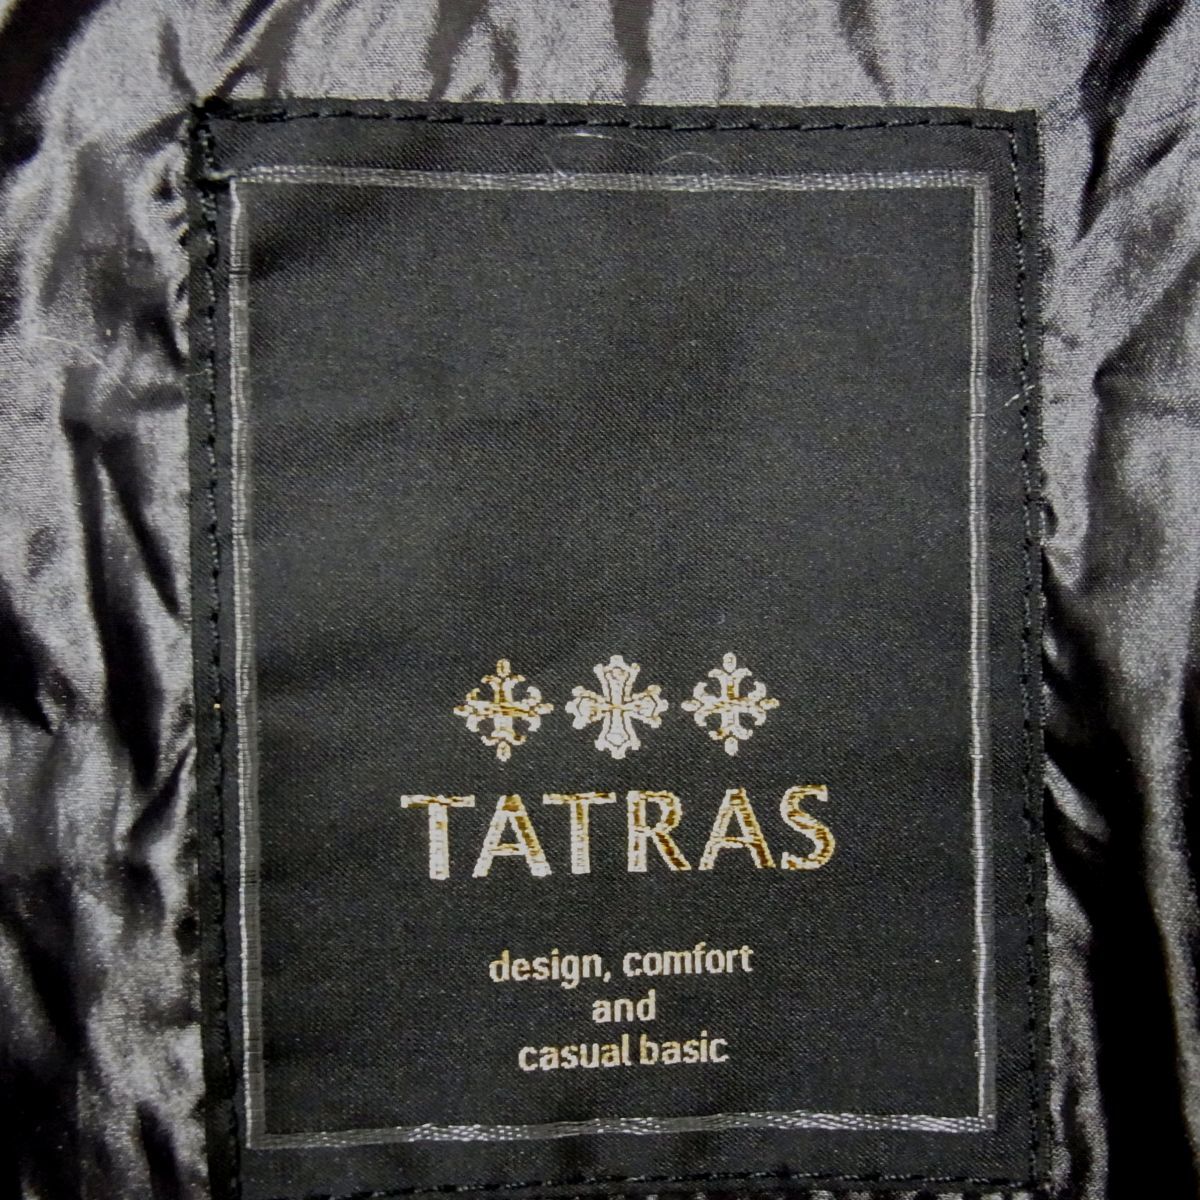 TATRAS
design, comfort
and
casual basic